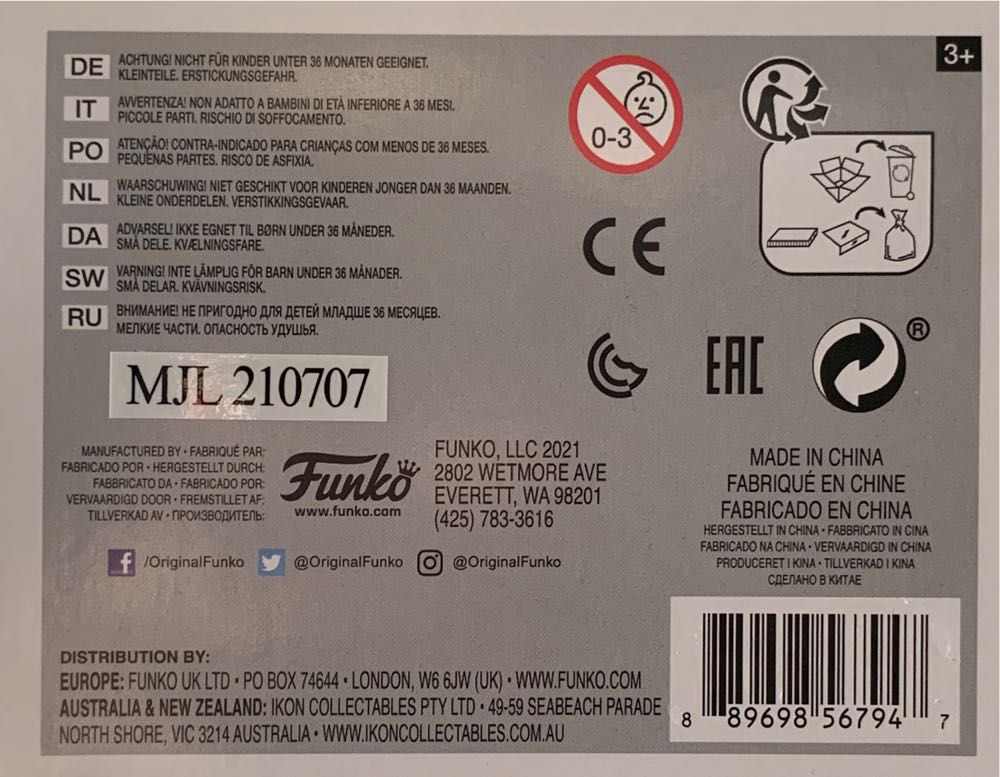 3+
DE ACHTUNG! NICHT FÜR KINDER UNTER 36 MONATEN GEEIGNET.
KLEINTEILE. ERSTICKUNGSGEFAHR.
IT AVVERTENZA! NON ADATTO A BAMBINI DI ETÀ INFERIORE A 36 MESI.
PICCOLE PARTI. RISCHIO DI SOFFOCAMENTO.
PO ATENÇÃO! CONTRA-INDICADO PARA CRIANÇAS COM MENOS DE 36 MESES.
PEQUENAS PARTES. RISCO DE ASFIXIA.
NL WAARSCHUWING! NIET GESCHIKT VOOR KINDEREN JONGER DAN 36 MAANDEN.
KLEINE ONDERDELEN. VERSTIKKINGSGEVAAR.
DA ADVARSEL! IKKE EGNET TIL BØRN UNDER 36 MÅNEDER.
SMÅ DELE. KVÆLNINGSFARE.
SW VARNING! INTE LÄMPLIG FÖR BARN UNDER 36 MÅNADER.
SMÅ DELAR. KVÄVNINGSRISK.
RU ВНИМАНИЕ! НЕ ПРИГОДНО ДЛЯ ДЕТЕЙ МЛАДШЕ 36 МЕСЯЦЕВ.
МЕЛКИЕ ЧАСТИ. ОПАСНОСТЬ УДУШЬЯ.
0-3
CE
EAC
®
MJL 210707
MANUFACTURED BY • FABRIQUÉ PAR:
FABRICADO POR • HERGESTELLT DURCH:
FABBRICATO DA • FABRICADO POR:
VERVAARDIGD DOOR • FREMSTILLET AF:
TILLVERKAD AV • ПРОИЗВОДИТЕЛЬ:
Funko
www.funko.com
FUNKO, LLC 2021
2802 WETMORE AVE
EVERETT, WA 98201
(425) 783-3616
MADE IN CHINA
FABRIQUÉ EN CHINE
FABRICADO EN CHINA
HERGESTELLT IN CHINA • FABBRICATO IN CINA
FABRICADO NA CHINA • VERVAARDIGD IN CHINA
PRODUCERET I KINA • TILLVERKAD I KINA
СДЕЛАНО В КИТАЕ
f /OriginalFunko @OriginalFunko @OriginalFunko
DISTRIBUTION BY:
EUROPE: FUNKO UK LTD • PO BOX 74644 • LONDON, W6 6JW (UK) • WWW.FUNKO.COM
AUSTRALIA & NEW ZEALAND: IKON COLLECTABLES PTY LTD • 49-59 SEABEACH PARADE
NORTH SHORE, VIC 3214 AUSTRALIA • WWW.IKONCOLLECTABLES.COM.AU
8 89698 56794 7